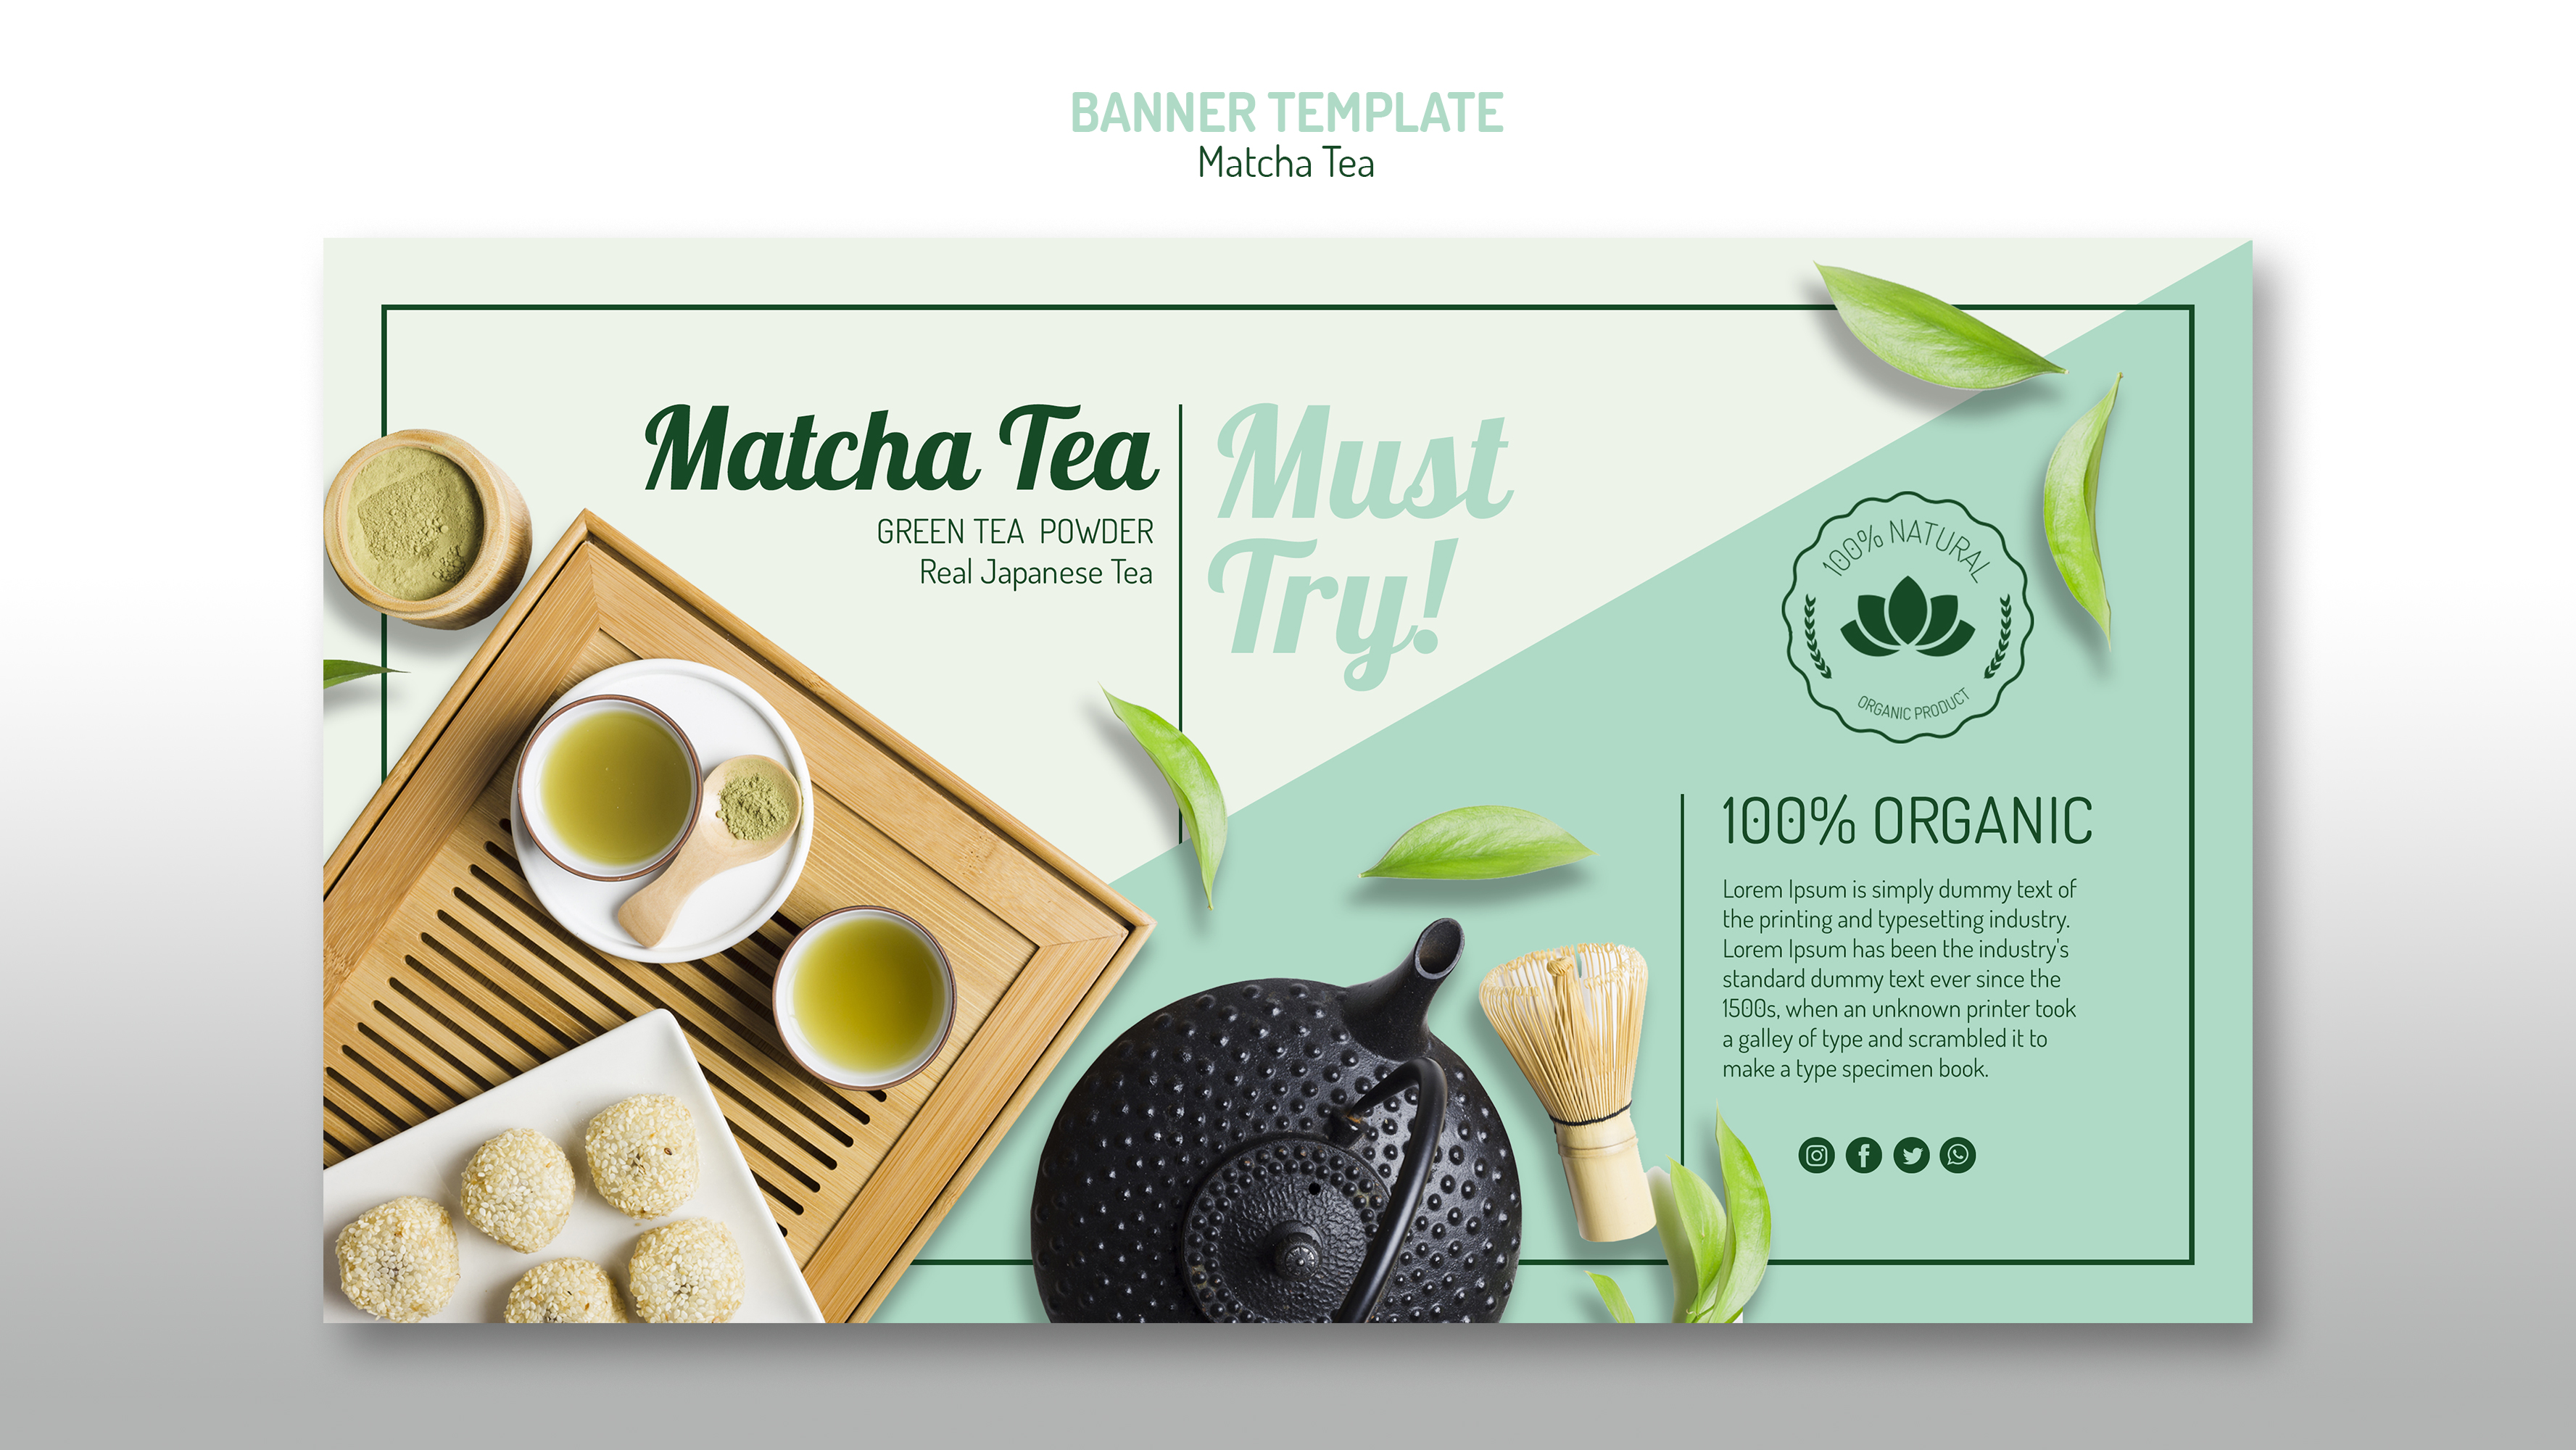 BANNER TEMPLATE
Matcha Tea
Matcha Tea
GREEN TEA POWDER
Real Japanese Tea
Must
Try!
100% NATURAL
ORGANIC PRODUCT
100% ORGANIC
Lorem Ipsum is simply dummy text of
the printing and typesetting industry.
Lorem Ipsum has been the industry's
standard dummy text ever since the
1500s, when an unknown printer took
a galley of type and scrambled it to
make a type specimen book.